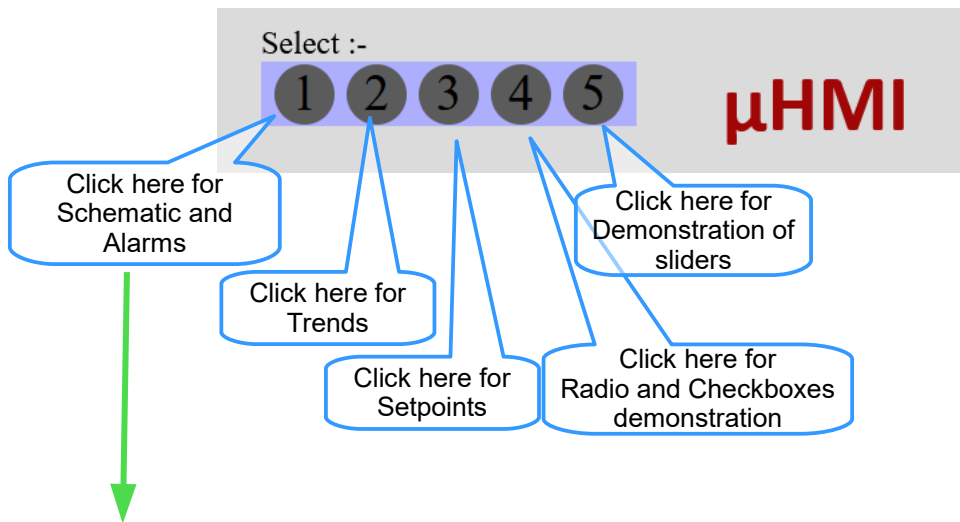 Select :-
1 2 3 4 5
µHMI
Click here for
Schematic and
Alarms
Click here for
Trends
Click here for
Setpoints
Click here for
Radio and Checkboxes
demonstration
Click here for
Demonstration of
sliders